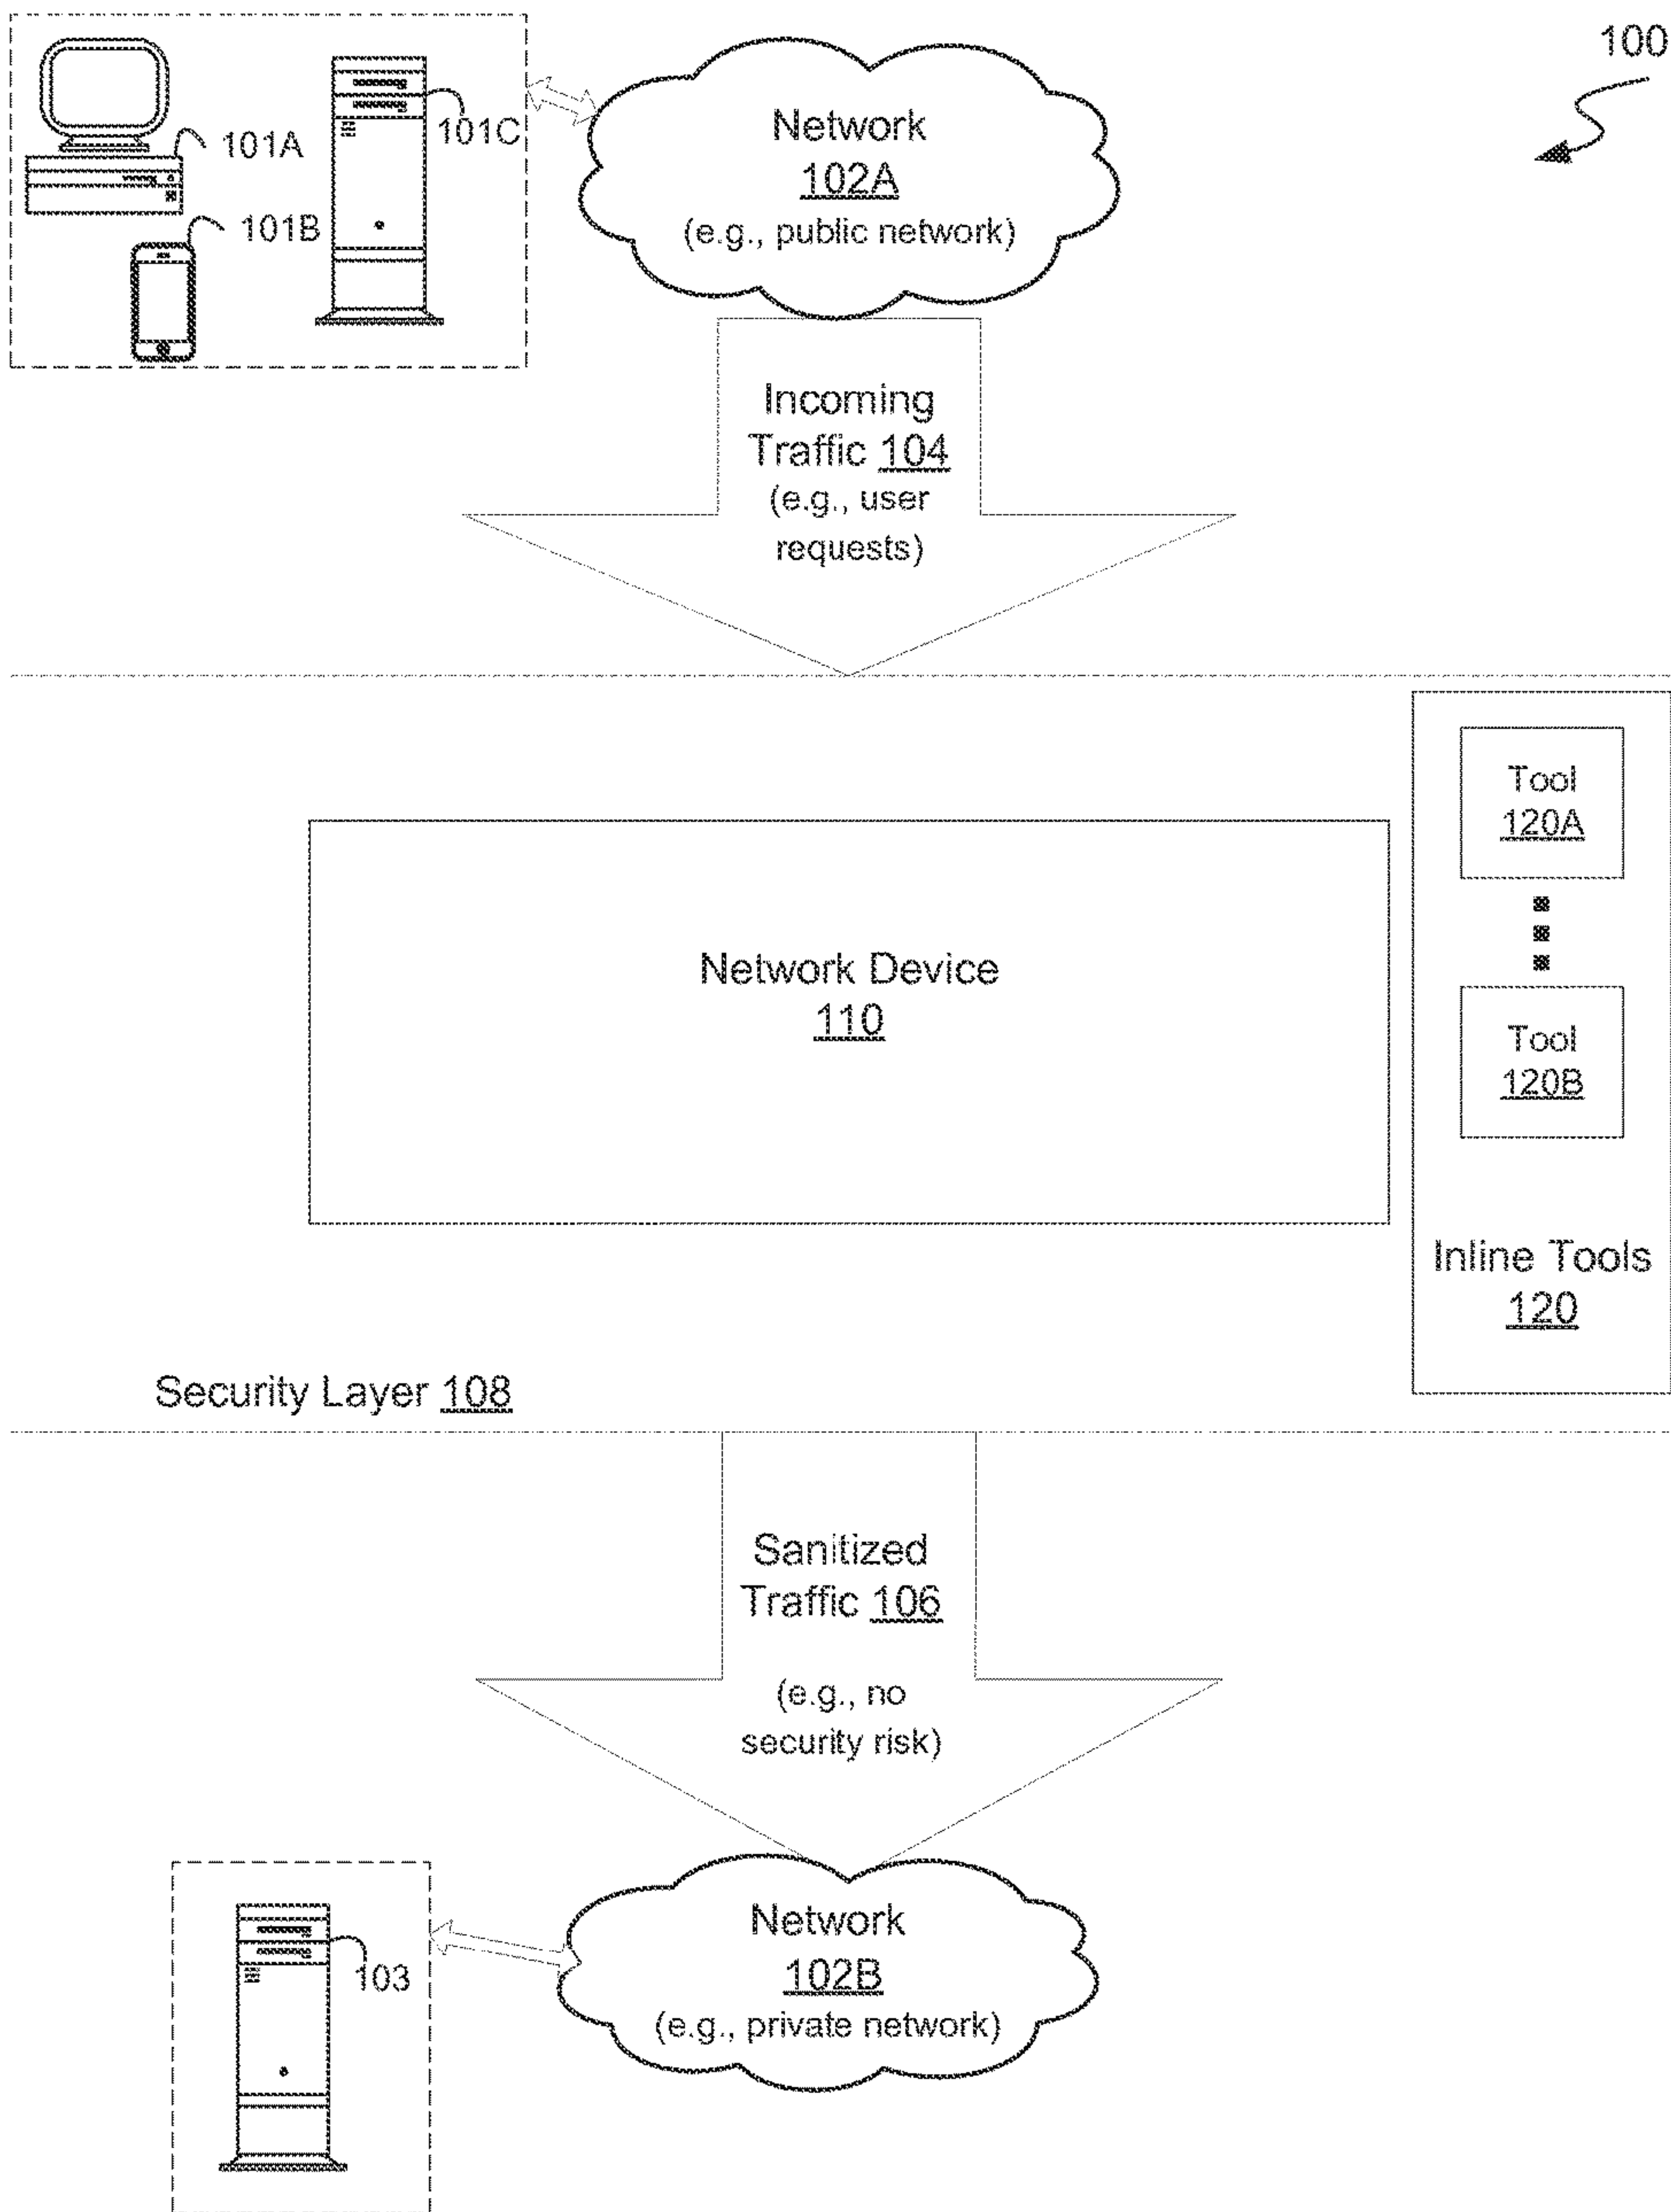 100
101A
101B
101C
Network
102A
(e.g., public network)
Incoming
Traffic 104
(e.g., user
requests)
Tool
120A
Network Device
110
Tool
120B
Inline Tools
120
Security Layer 108
Sanitized
Traffic 106
(e.g., no
security risk)
103
Network
102B
(e.g., private network)